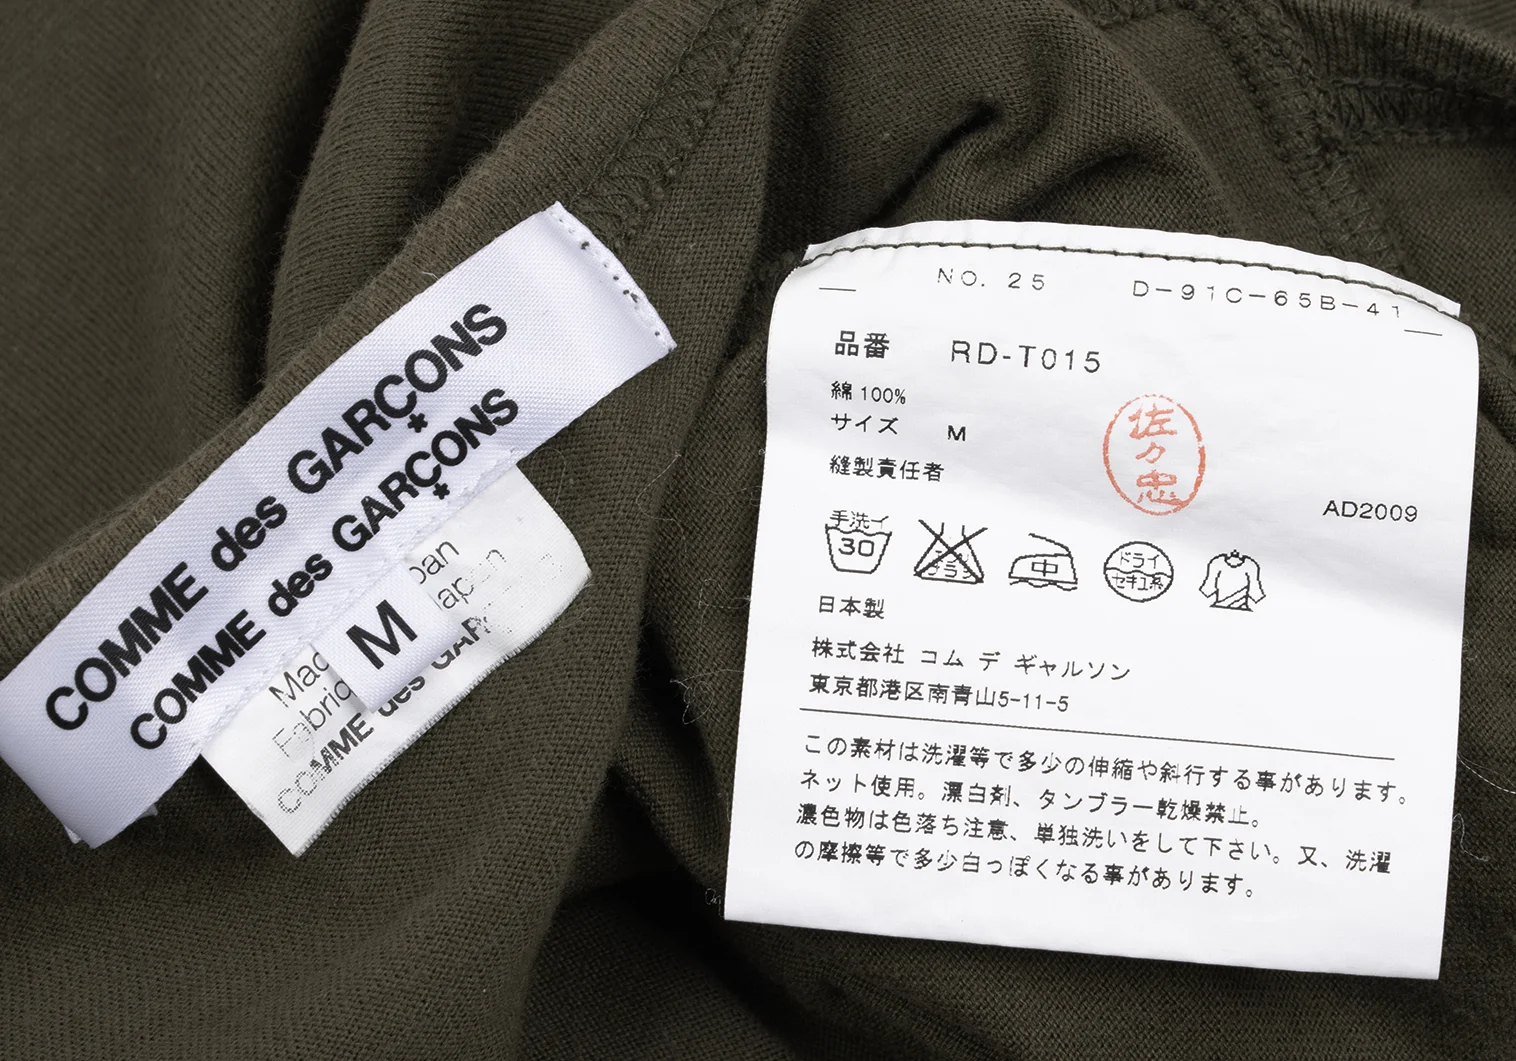 COMME des GARÇONS
COMME des GARÇONS
M
Fabric
NO. 25 D-91C-65B-41
品番 RD-T015
綿 100%
サイズ M
縫製責任者
佐々忠
AD2009
手洗イ
30
中
ドライ
セキユ系
日本製
株式会社 コム デ ギャルソン
東京都港区南青山5-11-5
この素材は洗濯等で多少の伸縮や斜行する事があります。
ネット使用。漂白剤、タンブラー乾燥禁止。
濃色物は色落ち注意、単独洗いをして下さい。又、洗濯
の摩擦等で多少白っぽくなる事があります。